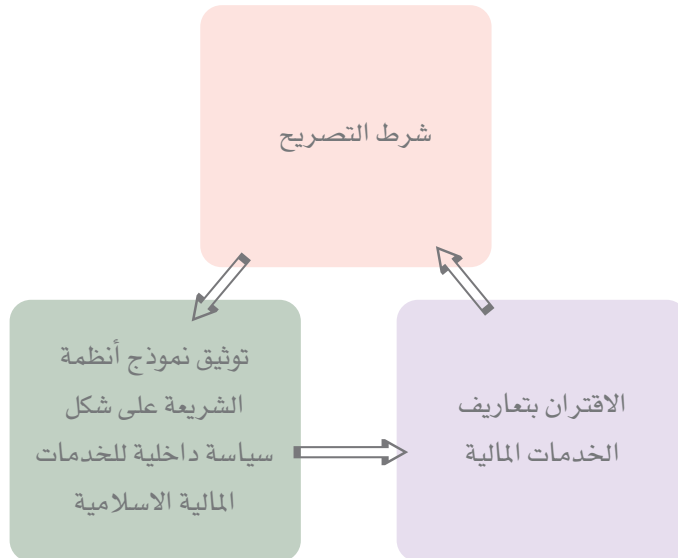 شرط التصريح
توثيق نموذج أنظمة
الشريعة على شكل
سياسة داخلية للخدمات
المالية الاسلامية
الاقتران بتعاريف
الخدمات المالية